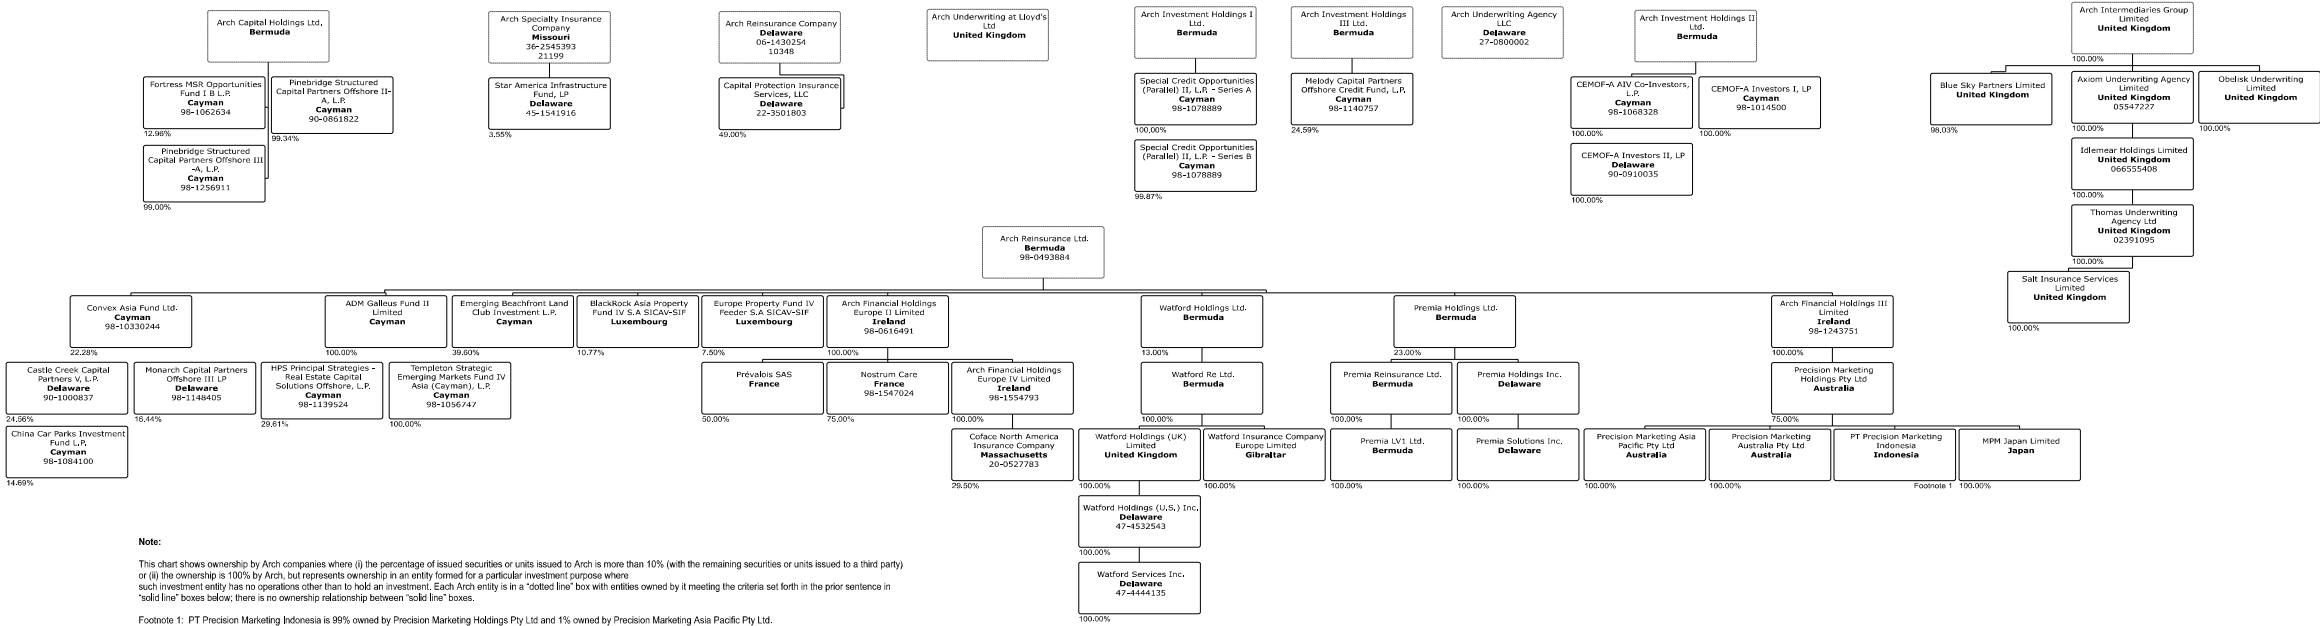 Arch Capital Holdings Ltd.
Bermuda
Fortress MSR Opportunities
Fund I B L.P.
Cayman
98-1062634
12.96%
Pinebridge Structured
Capital Partners Offshore II-
A, L.P.
Cayman
90-0861822
99.34%
Pinebridge Structured
Capital Partners Offshore III
-A, L.P.
Cayman
98-1256911
99.00%
Arch Specialty Insurance
Company
Missouri
36-2545393
21199
Star America Infrastructure
Fund, LP
Delaware
45-1541916
3.55%
Arch Reinsurance Company
Delaware
06-1430254
10348
Capital Protection Insurance
Services, LLC
Delaware
22-3501803
49.00%
Arch Underwriting at Lloyd's
Ltd
United Kingdom
Arch Investment Holdings I
Ltd.
Bermuda
Special Credit Opportunities
(Parallel) II, L.P. - Series A
Cayman
98-1078889
100.00%
Special Credit Opportunities
(Parallel) II, L.P. - Series B
Cayman
98-1078889
99.87%
Arch Investment Holdings
III Ltd.
Bermuda
Melody Capital Partners
Offshore Credit Fund, L.P.
Cayman
98-1140757
24.59%
Arch Underwriting Agency
LLC
Delaware
27-0800002
Arch Investment Holdings II
Ltd.
Bermuda
CEMOF-A AIV Co-Investors,
L.P.
Cayman
98-1068328
100.00%
CEMOF-A Investors I, LP
Cayman
98-1014500
100.00%
CEMOF-A Investors II, LP
Delaware
90-0910035
100.00%
Arch Intermediaries Group
Limited
United Kingdom
100.00%
Blue Sky Partners Limited
United Kingdom
98.03%
Axiom Underwriting Agency
Limited
United Kingdom
05547227
100.00%
Obelisk Underwriting
Limited
United Kingdom
100.00%
Idlemear Holdings Limited
United Kingdom
066555408
100.00%
Thomas Underwriting
Agency Ltd
United Kingdom
02391095
100.00%
Salt Insurance Services
Limited
United Kingdom
100.00%
Arch Reinsurance Ltd.
Bermuda
98-0493884
Convex Asia Fund Ltd.
Cayman
98-10330244
22.28%
ADM Galleus Fund II
Limited
Cayman
100.00%
Emerging Beachfront Land
Club Investment L.P.
Cayman
39.60%
BlackRock Asia Property
Fund IV S.A SICAV-SIF
Luxembourg
10.77%
Europe Property Fund IV
Feeder S.A SICAV-SIF
Luxembourg
7.50%
Arch Financial Holdings
Europe II Limited
Ireland
98-0616491
100.00%
Watford Holdings Ltd.
Bermuda
13.00%
Premia Holdings Ltd.
Bermuda
23.00%
Arch Financial Holdings III
Limited
Ireland
98-1243751
100.00%
Castle Creek Capital
Partners V, L.P.
Delaware
90-1000837
24.56%
Monarch Capital Partners
Offshore III LP
Delaware
98-1148405
16.44%
HPS Principal Strategies -
Real Estate Capital
Solutions Offshore, L.P.
Cayman
98-1139524
29.61%
Templeton Strategic
Emerging Markets Fund IV
Asia (Cayman), L.P.
Cayman
98-1056747
100.00%
Prévalois SAS
France
50.00%
Nostrum Care
France
98-1547024
75.00%
Arch Financial Holdings
Europe IV Limited
Ireland
98-1554793
100.00%
Watford Re Ltd.
Bermuda
100.00%
Premia Reinsurance Ltd.
Bermuda
100.00%
Premia Holdings Inc.
Delaware
100.00%
Precision Marketing
Holdings Pty Ltd
Australia
75.00%
China Car Parks Investment
Fund L.P.
Cayman
98-1084100
14.69%
Coface North America
Insurance Company
Massachusetts
20-0527783
29.50%
Watford Holdings (UK)
Limited
United Kingdom
100.00%
Watford Insurance Company
Europe Limited
Gibraltar
100.00%
Premia LV1 Ltd.
Bermuda
100.00%
Premia Solutions Inc.
Delaware
100.00%
Precision Marketing Asia
Pacific Pty Ltd
Australia
100.00%
Precision Marketing
Australia Pty Ltd
Australia
100.00%
PT Precision Marketing
Indonesia
Indonesia
Footnote 1
MPM Japan Limited
Japan
100.00%
Watford Holdings (U.S.) Inc.
Delaware
47-4532543
100.00%
Watford Services Inc.
Delaware
47-4444135
100.00%
Note:
This chart shows ownership by Arch companies where (i) the percentage of issued securities or units issued to Arch is more than 10% (with the remaining securities or units issued to a third party)
or (ii) the ownership is 100% by Arch, but represents ownership in an entity formed for a particular investment purpose where
such investment entity has no operations other than to hold an investment. Each Arch entity is in a “dotted line” box with entities owned by it meeting the criteria set forth in the prior sentence in
“solid line” boxes below; there is no ownership relationship between “solid line” boxes.
Footnote 1: PT Precision Marketing Indonesia is 99% owned by Precision Marketing Holdings Pty Ltd and 1% owned by Precision Marketing Asia Pacific Pty Ltd.